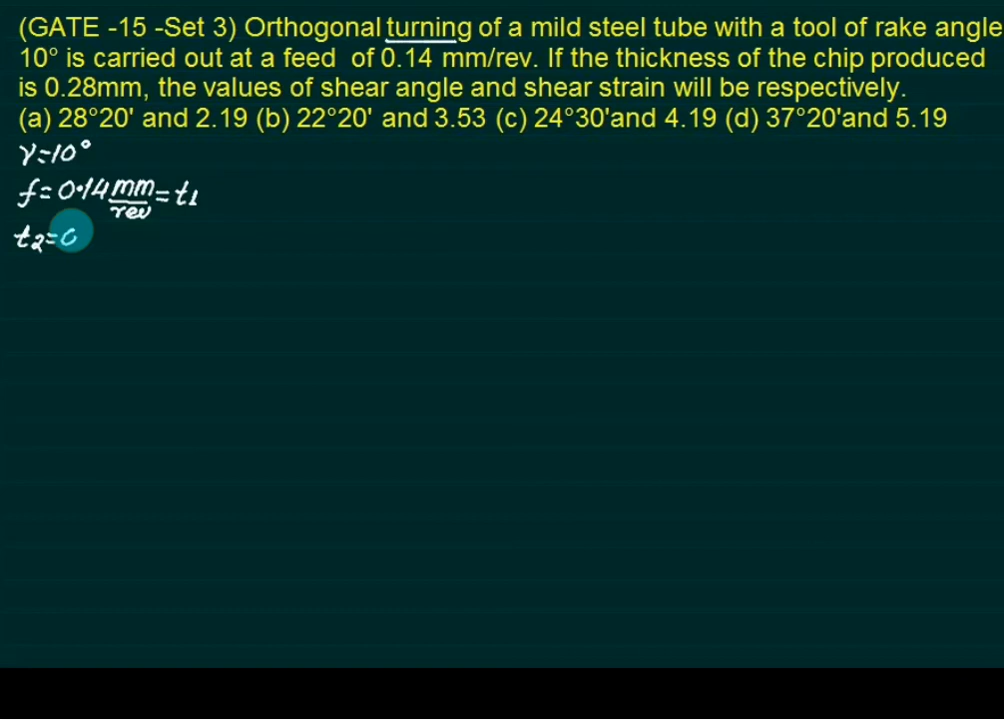 (GATE -15 -Set 3) Orthogonal turning of a mild steel tube with a tool of rake angle
10° is carried out at a feed of 0.14 mm/rev. If the thickness of the chip produced
is 0.28mm, the values of shear angle and shear strain will be respectively.
(a) 28°20' and 2.19 (b) 22°20' and 3.53 (c) 24°30'and 4.19 (d) 37°20'and 5.19
γ=10°
f=0.14 mm/rev = t1
t2=0